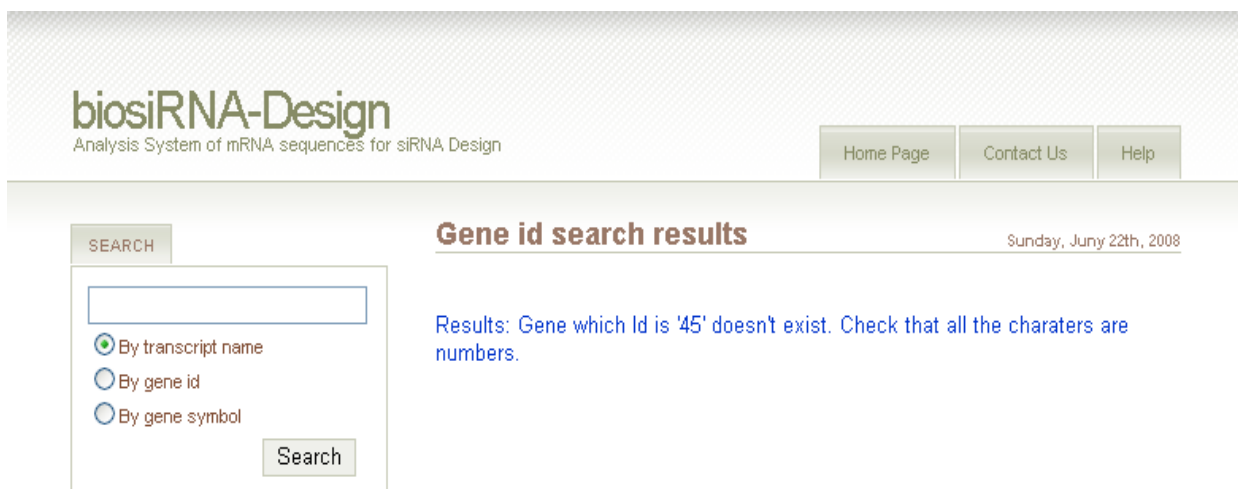 biosiRNA-Design
Analysis System of mRNA sequences for siRNA Design
Home Page
Contact Us
Help
SEARCH
Gene id search results
Sunday, Juny 22th, 2008
By transcript name
By gene id
By gene symbol
Search
Results: Gene which Id is '45' doesn't exist. Check that all the charaters are
numbers.